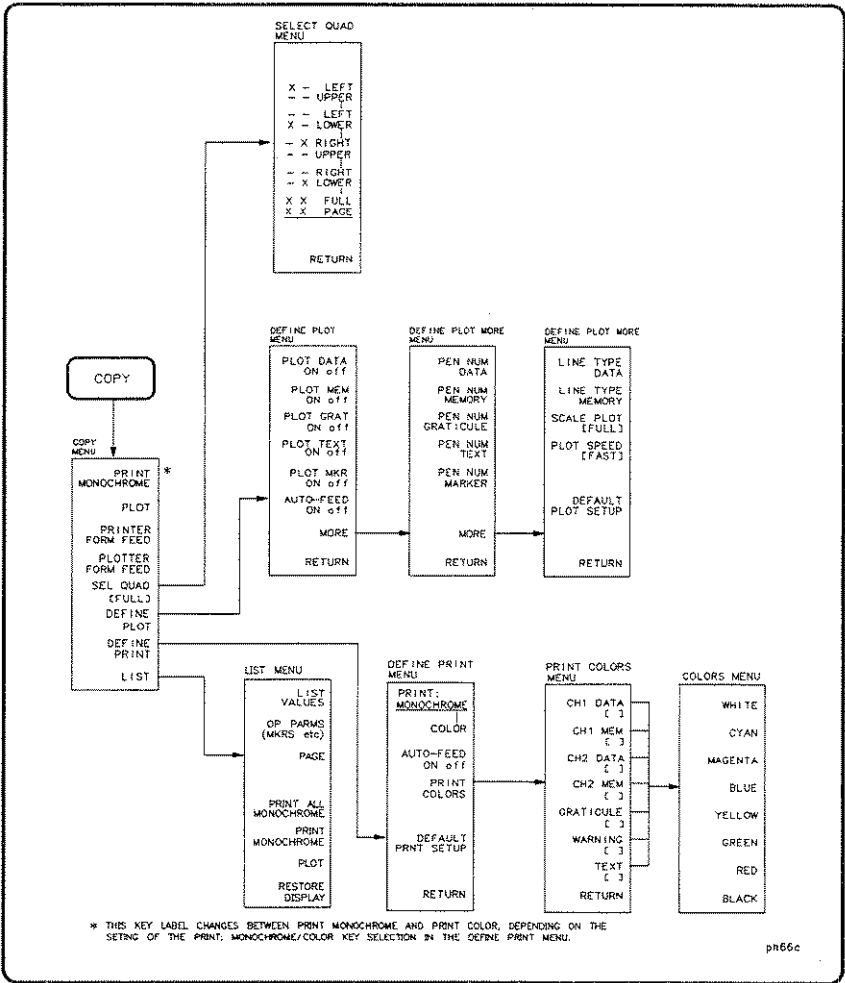 SELECT QUAD
MENU
X - LEFT
- - UPPER
- - LEFT
X - LOWER
- X RIGHT
- - UPPER
- - RIGHT
- X LOWER
X X FULL
X X PAGE
RETURN
COPY
COPY
MENU
PRINT
MONOCHROME *
PLOT
PRINTER
FORM FEED
PLOTTER
FORM FEED
SEL QUAD
[FULL]
DEFINE
PLOT
DEFINE
PRINT
LIST
DEFINE PLOT
MENU
PLOT DATA
ON off
PLOT MEM
ON off
PLOT GRAT
ON off
PLOT TEXT
ON off
PLOT MKR
ON off
AUTO-FEED
ON off
MORE
RETURN
DEFINE PLOT MORE
MENU
PEN NUM
DATA
PEN NUM
MEMORY
PEN NUM
GRATICULE
PEN NUM
TEXT
PEN NUM
MARKER
MORE
RETURN
DEFINE PLOT MORE
MENU
LINE TYPE
DATA
LINE TYPE
MEMORY
SCALE PLOT
[FULL]
PLOT SPEED
[FAST]
DEFAULT
PLOT SETUP
RETURN
LIST MENU
LIST
VALUES
OP PARMS
(MKRS etc)
PAGE
PRINT ALL
MONOCHROME
PRINT
MONOCHROME
PLOT
RESTORE
DISPLAY
DEFINE PRINT
MENU
PRINT:
MONOCHROME
COLOR
AUTO-FEED
ON off
PRINT
COLORS
DEFAULT
PRNT SETUP
RETURN
PRINT COLORS
MENU
CH1 DATA
[ ]
CH1 MEM
[ ]
CH2 DATA
[ ]
CH2 MEM
[ ]
GRATICULE
[ ]
WARNING
[ ]
TEXT
[ ]
RETURN
COLORS MENU
WHITE
CYAN
MAGENTA
BLUE
YELLOW
GREEN
RED
BLACK
* THIS KEY LABEL CHANGES BETWEEN PRINT MONOCHROME AND PRINT COLOR, DEPENDING ON THE
SETING OF THE PRINT: MONOCHROME/COLOR KEY SELECTION IN THE DEFINE PRINT MENU.
ph66c